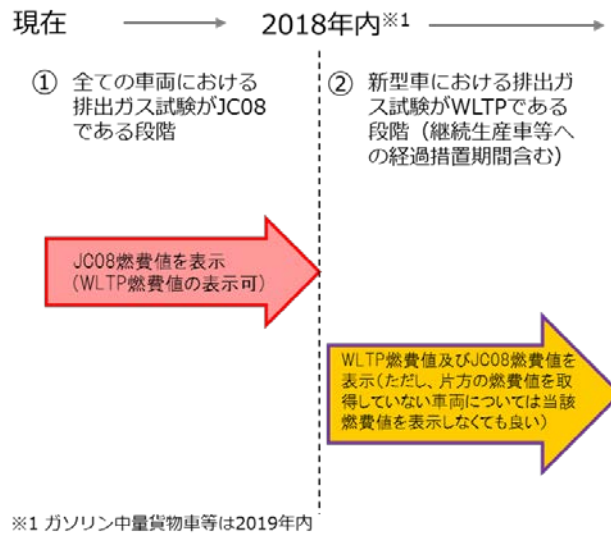 現在
2018年内※1
① 全ての車両における
排出ガス試験がJC08
である段階
② 新型車における排出ガ
ス試験がWLTPである
段階（継続生産車等へ
の経過措置期間含む）
JC08燃費値を表示
(WLTP燃費値の表示可)
WLTP燃費値及びJC08燃費値を
表示(ただし、片方の燃費値を取
得していない車両については当該
燃費値を表示しなくても良い)
※1 ガソリン中量貨物車等は2019年内